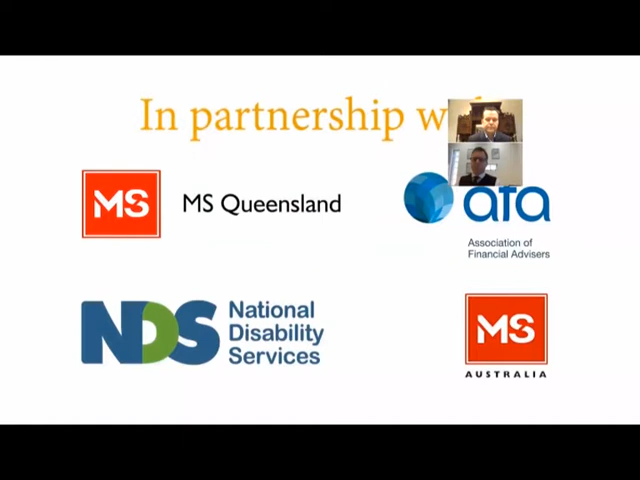 In partnership
MS
MS Queensland
afa
Association of
Financial Advisers
NDS
National
Disability
Services
MS
AUSTRALIA